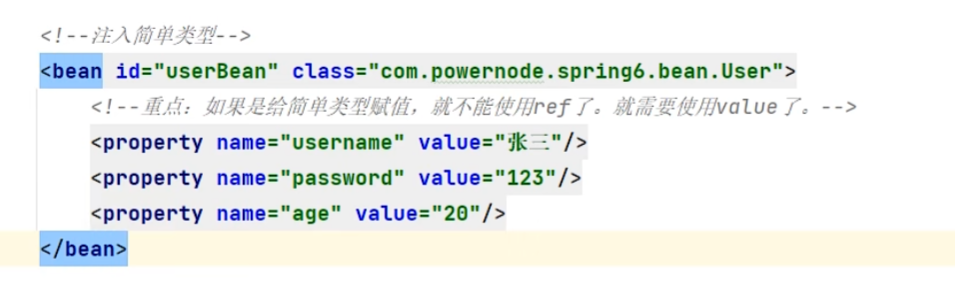 <!--注入简单类型-->
<bean id="userBean" class="com.powernode.spring6.bean.User">
<!--重点：如果是给简单类型赋值，就不能使用ref了。就需要使用value了。-->
<property name="username" value="张三"/>
<property name="password" value="123"/>
<property name="age" value="20"/>
</bean>